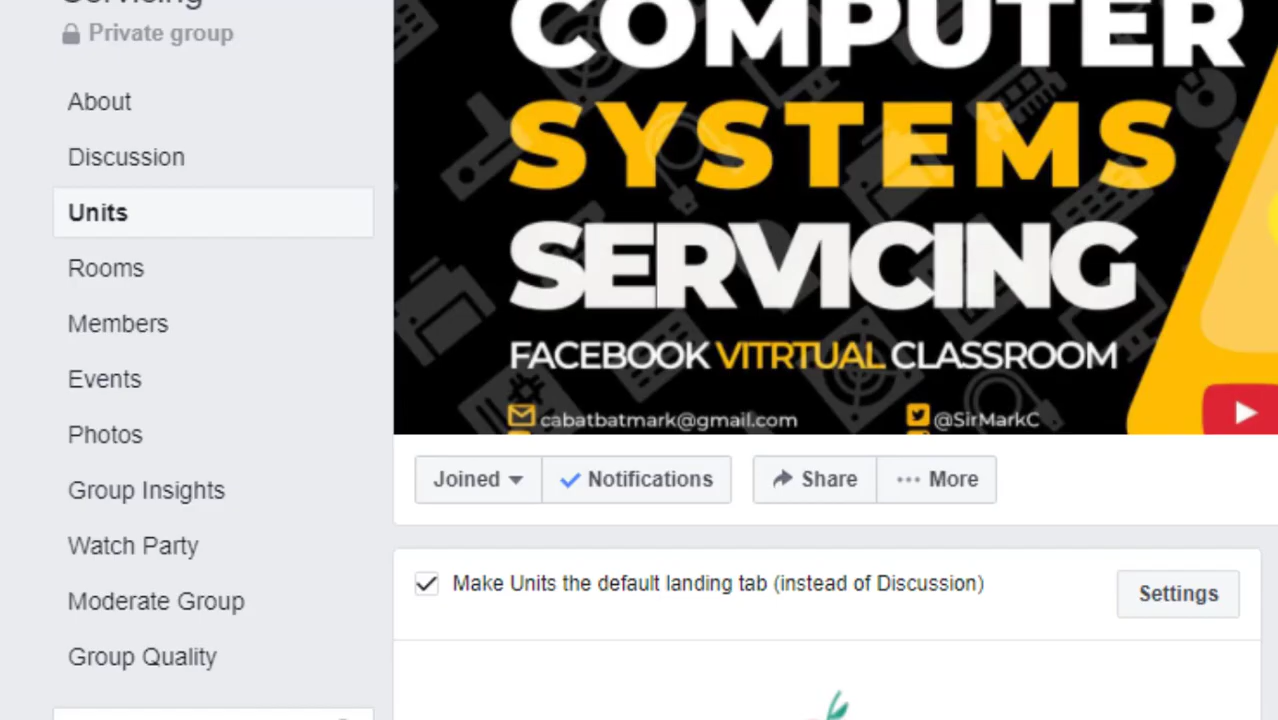 Servicing
Private group
About
Discussion
Units
Rooms
Members
Events
Photos
Group Insights
Watch Party
Moderate Group
Group Quality
COMPUTER
SYSTEMS
SERVICING
FACEBOOK VITRTUAL CLASSROOM
cabatbatmark@gmail.com @SirMarkC
Joined Notifications Share More
Make Units the default landing tab (instead of Discussion)
Settings